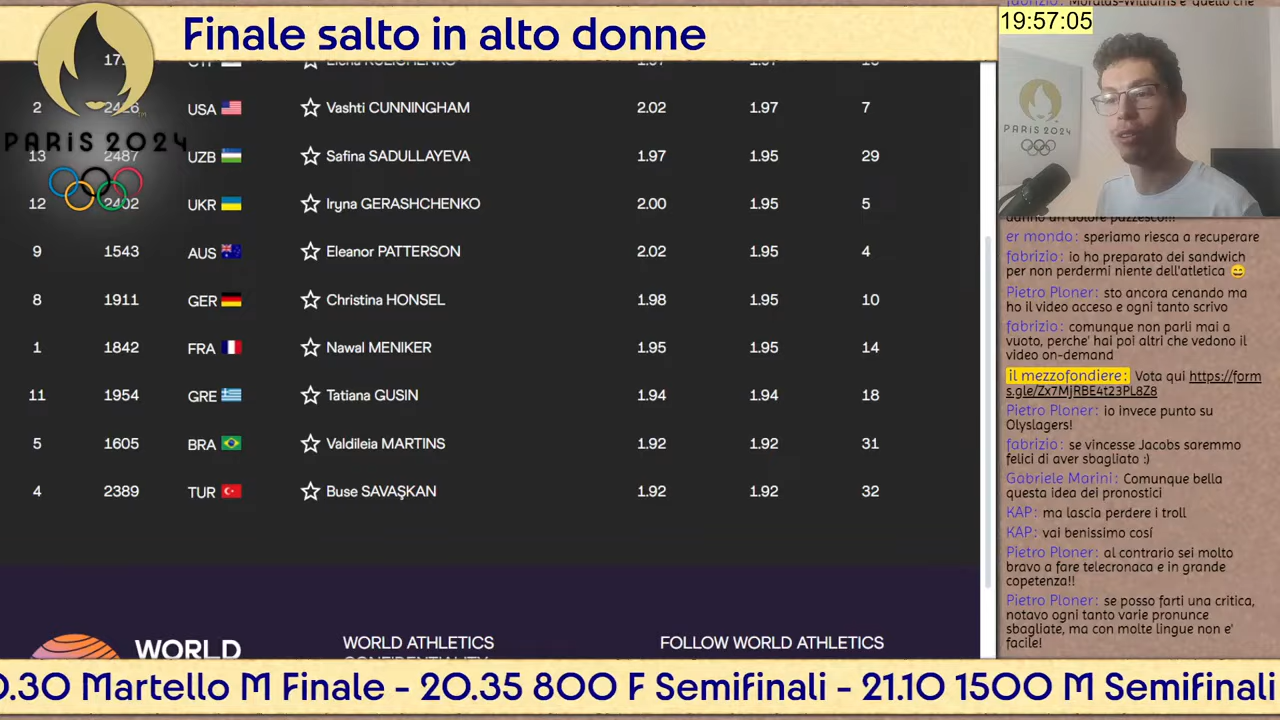 Finale salto in alto donne
19:57:05
PARIS 2024
PARIS 2024
2 2426 USA Vashti CUNNINGHAM 2.02 1.97 7
13 2487 UZB Safina SADULLAYEVA 1.97 1.95 29
12 2402 UKR Iryna GERASHCHENKO 2.00 1.95 5
9 1543 AUS Eleanor PATTERSON 2.02 1.95 4
8 1911 GER Christina HONSEL 1.98 1.95 10
1 1842 FRA Nawal MENIKER 1.95 1.95 14
11 1954 GRE Tatiana GUSIN 1.94 1.94 18
5 1605 BRA Valdileia MARTINS 1.92 1.92 31
4 2389 TUR Buse SAVAŞKAN 1.92 1.92 32
WORLD
WORLD ATHLETICS
FOLLOW WORLD ATHLETICS
er mondo: speriamo riesca a recuperare
fabrizio: io ho preparato dei sandwich
per non perdermi niente dell'atletica 😄
Pietro Ploner: sto ancora cenando ma
ho il video acceso e ogni tanto scrivo
fabrizio: comunque non parli mai a
vuoto, perche' hai poi altri che vedono il
video on-demand
il mezzofondiere: Vota qui https://form
s.gle/Zx7MjRBE4t23PL8Z8
Pietro Ploner: io invece punto su
Olyslagers!
fabrizio: se vincesse Jacobs saremmo
felici di aver sbagliato :)
Gabriele Marini: Comunque bella
questa idea dei pronostici
KAP: ma lascia perdere i troll
KAP: vai benissimo cosí
Pietro Ploner: al contrario sei molto
bravo a fare telecronaca e in grande
copetenza!!
Pietro Ploner: se posso farti una critica,
notavo ogni tanto varie pronunce
sbagliate, ma con molte lingue non e'
facile!
0.30 Martello M Finale - 20.35 800 F Semifinali - 21.10 1500 M Semifinali